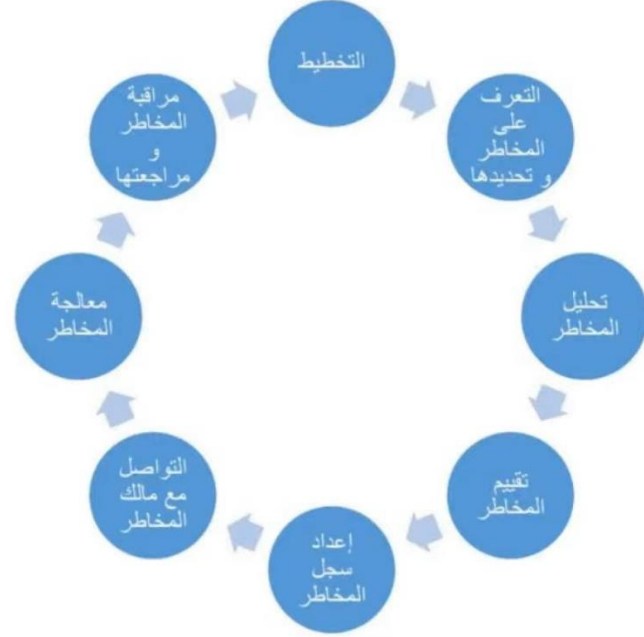 التخطيط
التعرف
على
المخاطر
و تحديدها
تحليل
المخاطر
تقييم
المخاطر
إعداد
سجل
المخاطر
التواصل
مع مالك
المخاطر
معالجة
المخاطر
مراقبة
المخاطر
و
مراجعتها